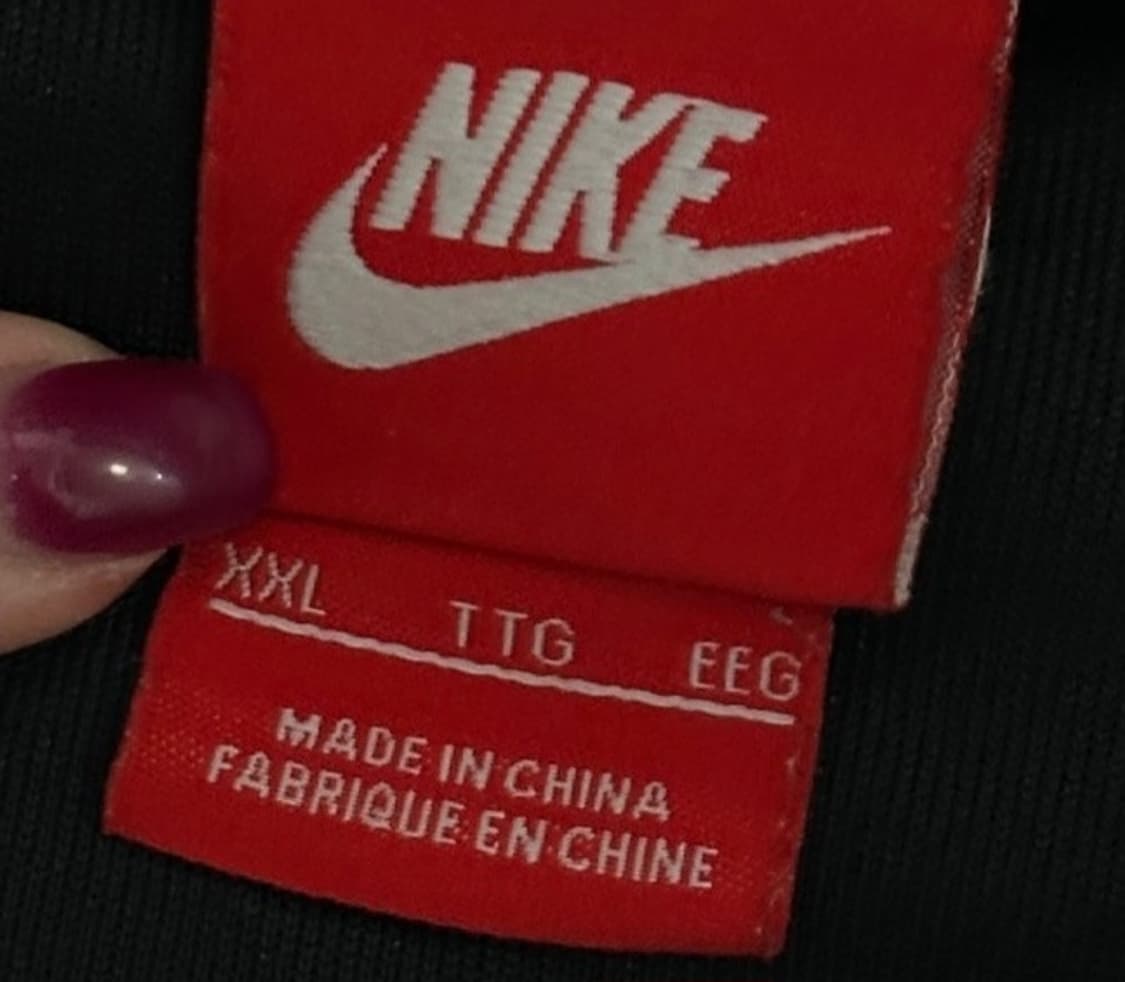 NIKE
XXL TTG EEG
MADE IN CHINA
FABRIQUE EN CHINE